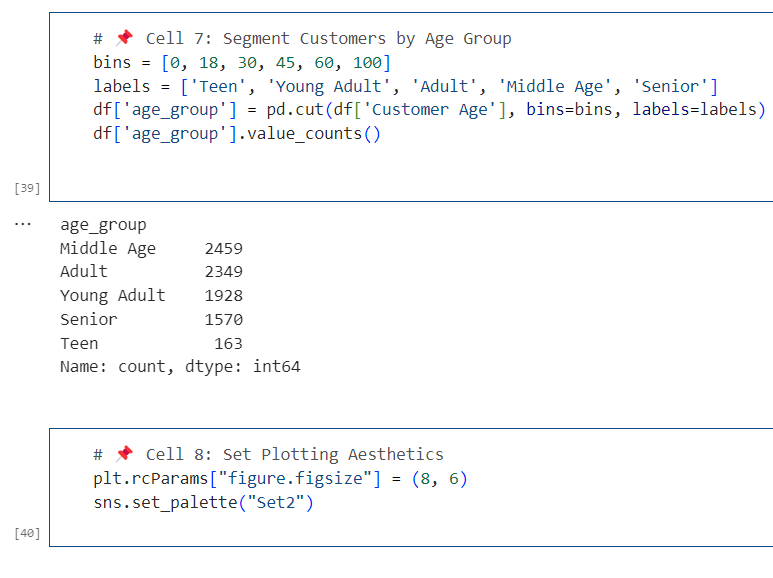 # 📌 Cell 7: Segment Customers by Age Group
bins = [0, 18, 30, 45, 60, 100]
labels = ['Teen', 'Young Adult', 'Adult', 'Middle Age', 'Senior']
df['age_group'] = pd.cut(df['Customer Age'], bins=bins, labels=labels)
df['age_group'].value_counts()
[39]
... age_group
Middle Age     2459
Adult          2349
Young Adult    1928
Senior         1570
Teen            163
Name: count, dtype: int64
# 📌 Cell 8: Set Plotting Aesthetics
plt.rcParams["figure.figsize"] = (8, 6)
sns.set_palette("Set2")
[40]